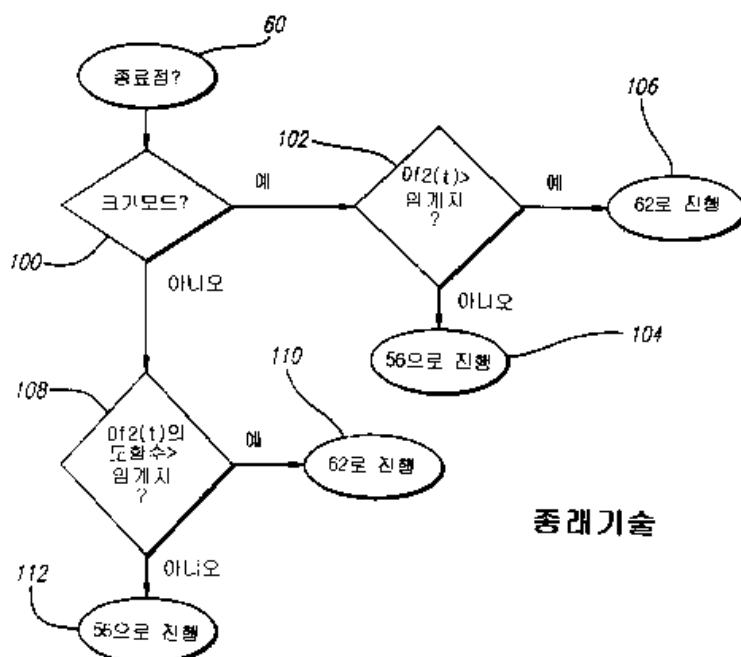 60
종료점?
106
102
예
0f2(t)>
임계치
?
예
크기모드?
62로 진행
100
아니오
아니오
104
110
56으로 진행
108
0f2(t)의
도함수>
임계치
?
예
62로 진행
종래기술
아니오
112
56으로 진행